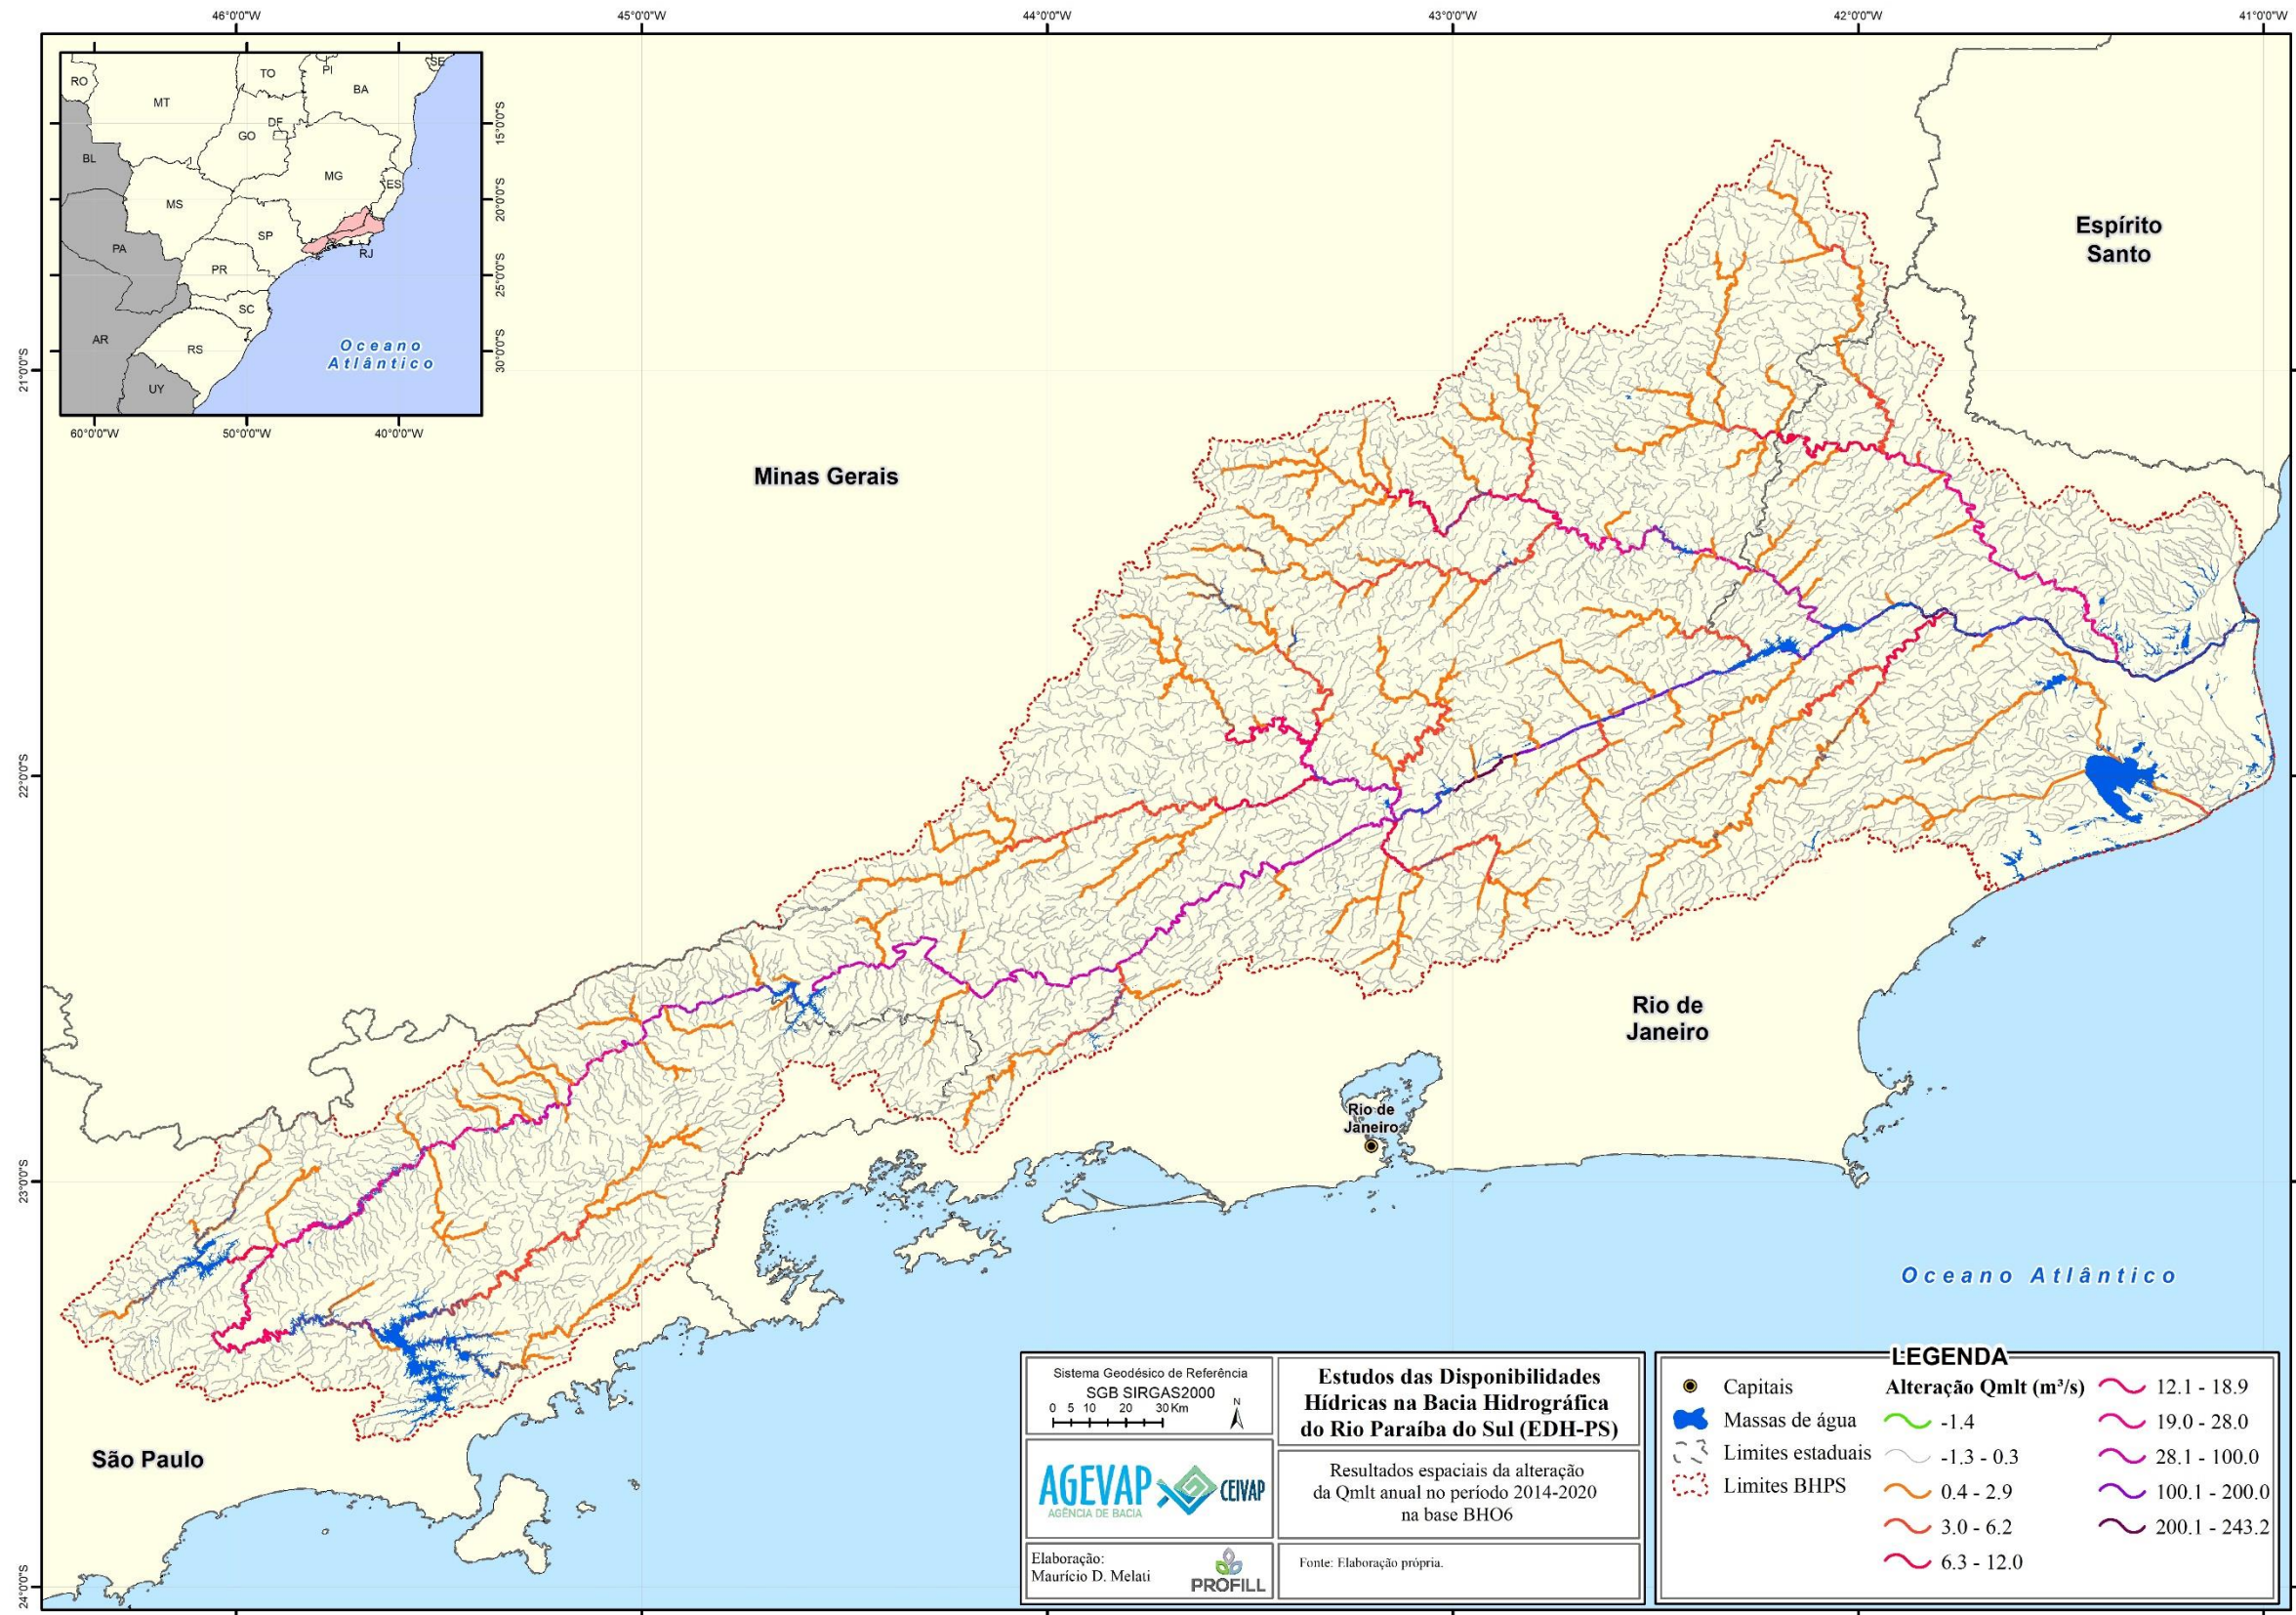 46°0'0"W
45°0'0"W
44°0'0"W
43°0'0"W
42°0'0"W
41°0'0"W
21°0'0"S
22°0'0"S
23°0'0"S
24°0'0"S
RO
MT
TO
PI
SE
BA
GO
DF
BL
MG
ES
MS
SP
PA
RJ
PR
SC
AR
RS
UY
Oceano
Atlântico
15°0'0"S
20°0'0"S
25°0'0"S
30°0'0"S
60°0'0"W
50°0'0"W
40°0'0"W
Espírito
Santo
Minas Gerais
Rio de
Janeiro
Rio de
Janeiro
São Paulo
Oceano Atlântico
Sistema Geodésico de Referência
SGB SIRGAS2000
0 5 10 20 30 Km
N
AGEVAP
AGÊNCIA DE BACIA
CEIVAP
Elaboração:
Maurício D. Melati
PROFILL
Estudos das Disponibilidades
Hídricas na Bacia Hidrográfica
do Rio Paraíba do Sul (EDH-PS)
Resultados espaciais da alteração
da Qmlt anual no período 2014-2020
na base BHO6
Fonte: Elaboração própria.
LEGENDA
Capitais
Massas de água
Limites estaduais
Limites BHPS
Alteração Qmlt (m³/s)
-1.4
-1.3 - 0.3
0.4 - 2.9
3.0 - 6.2
6.3 - 12.0
12.1 - 18.9
19.0 - 28.0
28.1 - 100.0
100.1 - 200.0
200.1 - 243.2